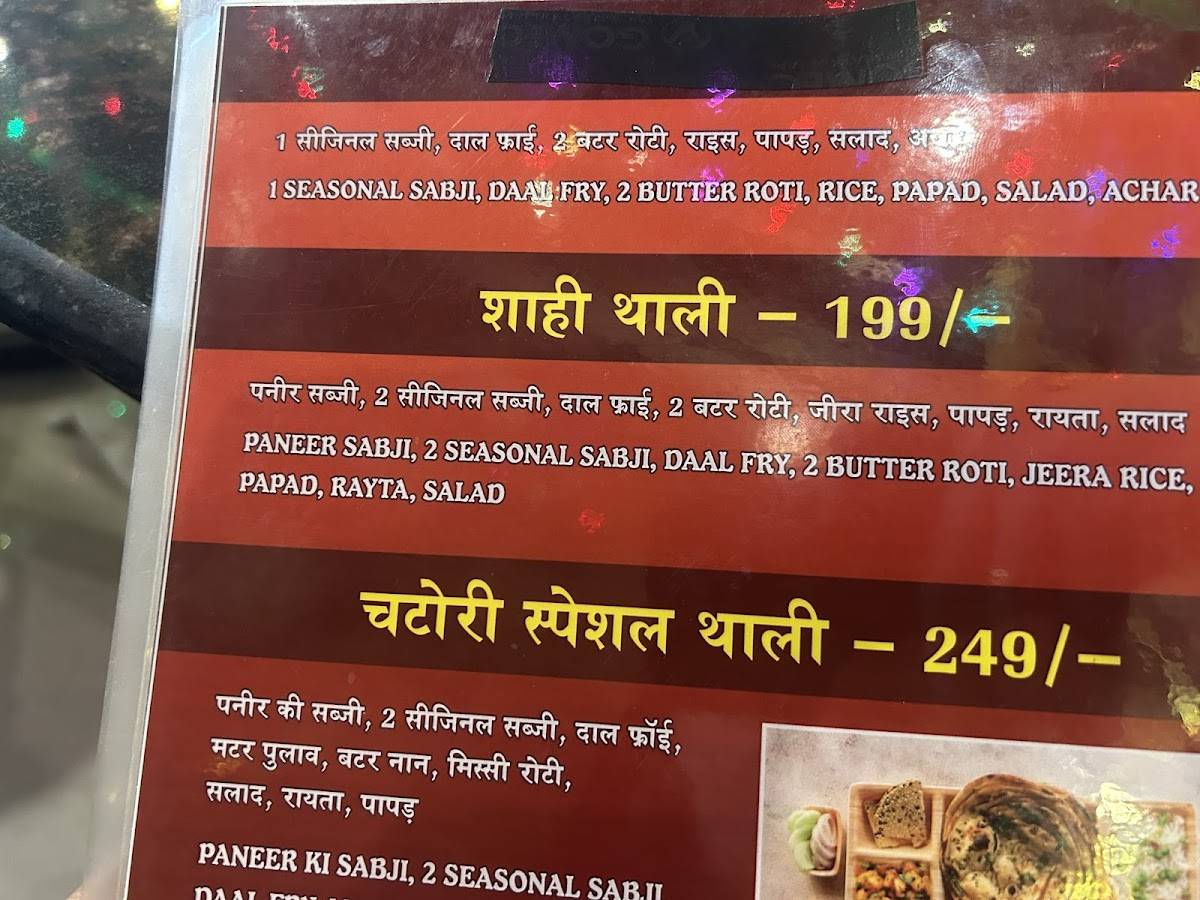 1 सीजिनल सब्जी, दाल फ्राई, 2 बटर रोटी, राइस, पापड़, सलाद,
1 SEASONAL SABJI, DAAL FRY, 2 BUTTER ROTI, RICE, PAPAD, SALAD, ACHAR
शाही थाली – 199/–
पनीर सब्जी, 2 सीजिनल सब्जी, दाल फ्राई, 2 बटर रोटी, जीरा राइस, पापड़, रायता, सलाद
PANEER SABJI, 2 SEASONAL SABJI, DAAL FRY, 2 BUTTER ROTI, JEERA RICE,
PAPAD, RAYTA, SALAD
चटोरी स्पेशल थाली – 249/–
पनीर की सब्जी, 2 सीजिनल सब्जी, दाल फ्रॉई,
मटर पुलाव, बटर नान, मिस्सी रोटी,
सलाद, रायता, पापड़
PANEER KI SABJI, 2 SEASONAL SABJI
DAAL FRY,